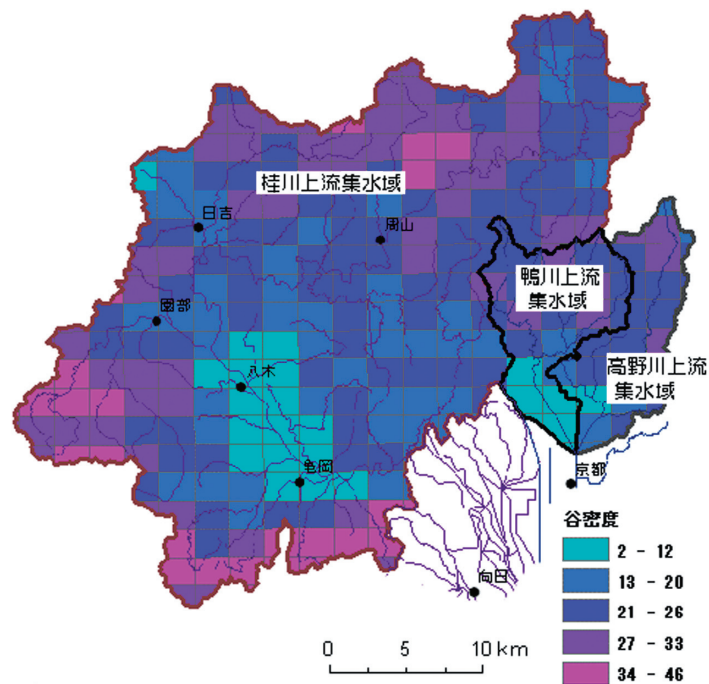 桂川上流集水域
日吉
周山
鴨川上流
集水域
園部
高野川上流
集水域
八木
亀岡
京都
向日
谷密度
2 - 12
13 - 20
21 - 26
27 - 33
34 - 46
0 5 10 km